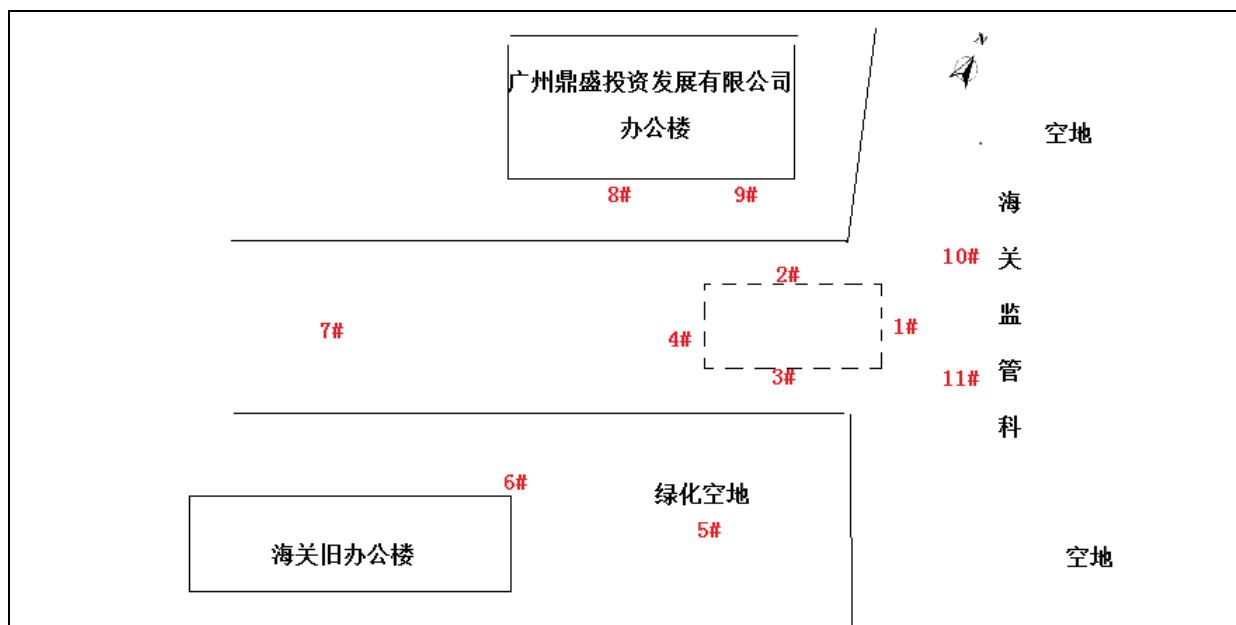 N
广州鼎盛投资发展有限公司
办公楼
空地
8#
9#
海
关
监
管
科
10#
2#
1#
7#
4#
3#
11#
6#
绿化空地
5#
海关旧办公楼
空地